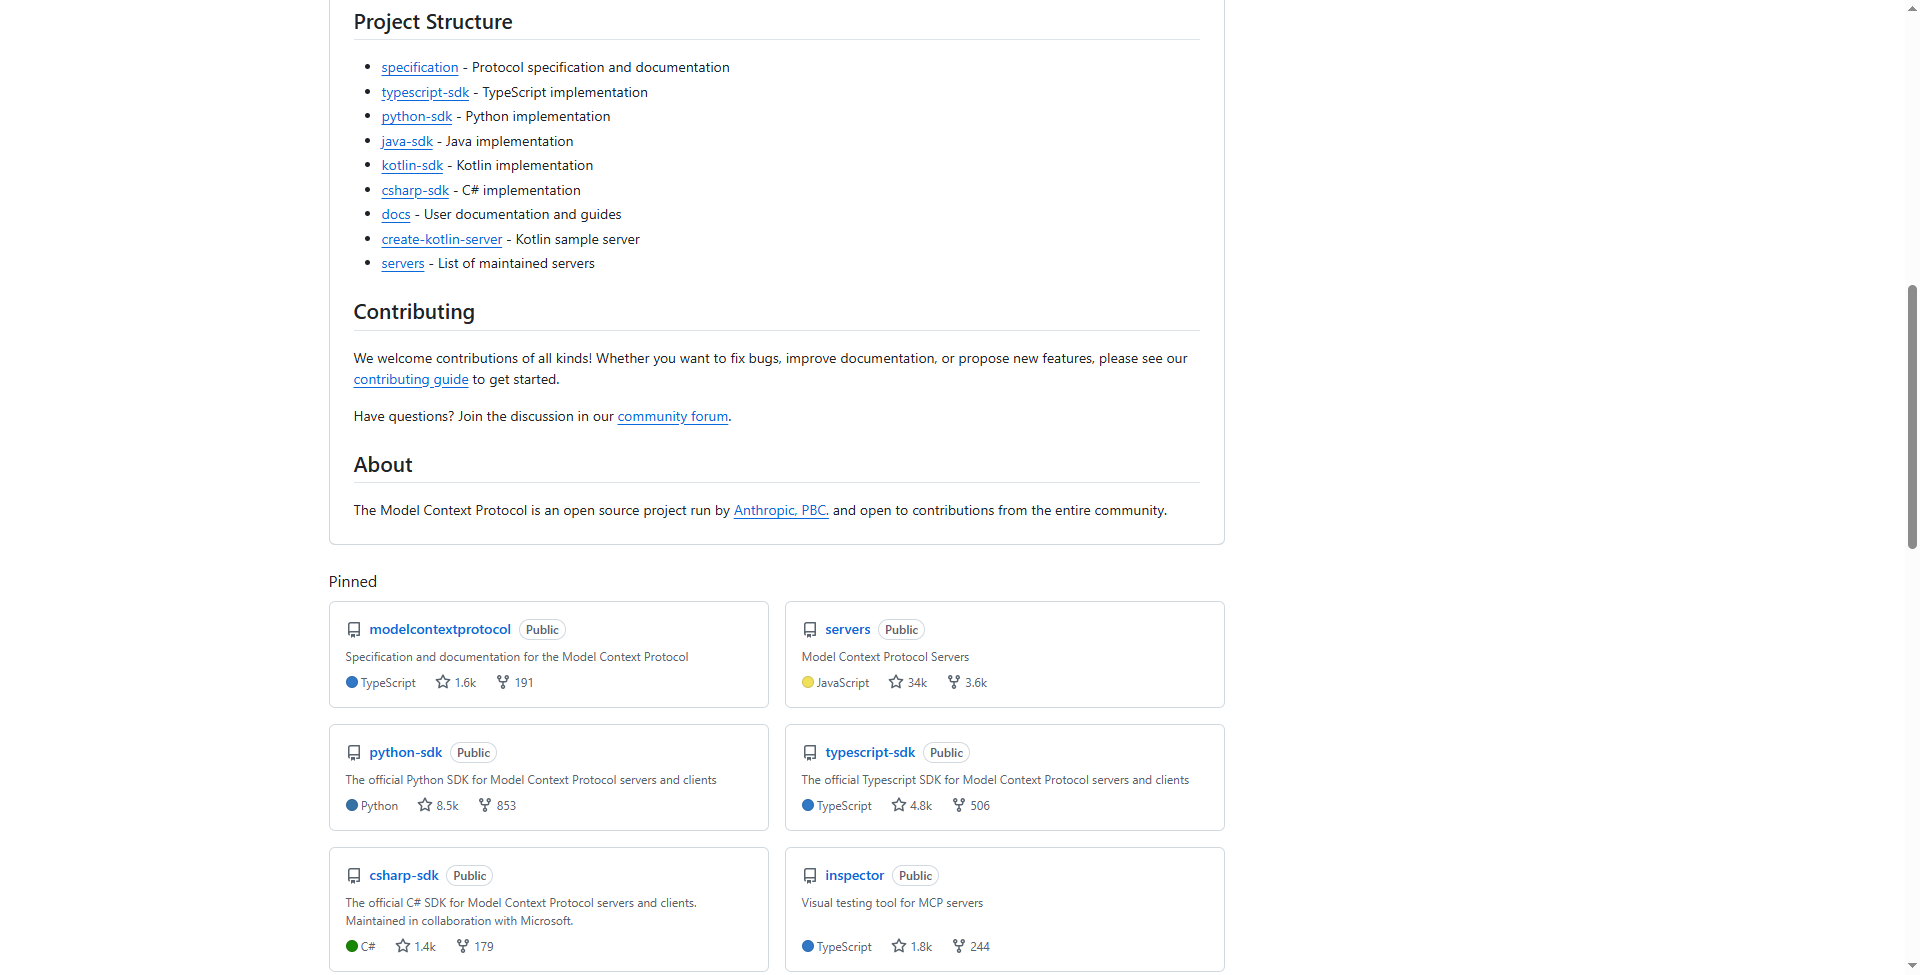 Project Structure
specification - Protocol specification and documentation
typescript-sdk - TypeScript implementation
python-sdk - Python implementation
java-sdk - Java implementation
kotlin-sdk - Kotlin implementation
csharp-sdk - C# implementation
docs - User documentation and guides
create-kotlin-server - Kotlin sample server
servers - List of maintained servers
Contributing
We welcome contributions of all kinds! Whether you want to fix bugs, improve documentation, or propose new features, please see our
contributing guide to get started.
Have questions? Join the discussion in our community forum.
About
The Model Context Protocol is an open source project run by Anthropic, PBC. and open to contributions from the entire community.
Pinned
modelcontextprotocol Public
Specification and documentation for the Model Context Protocol
TypeScript 1.6k 191
servers Public
Model Context Protocol Servers
JavaScript 34k 3.6k
python-sdk Public
The official Python SDK for Model Context Protocol servers and clients
Python 8.5k 853
typescript-sdk Public
The official Typescript SDK for Model Context Protocol servers and clients
TypeScript 4.8k 506
csharp-sdk Public
The official C# SDK for Model Context Protocol servers and clients.
Maintained in collaboration with Microsoft.
C# 1.4k 179
inspector Public
Visual testing tool for MCP servers
TypeScript 1.8k 244